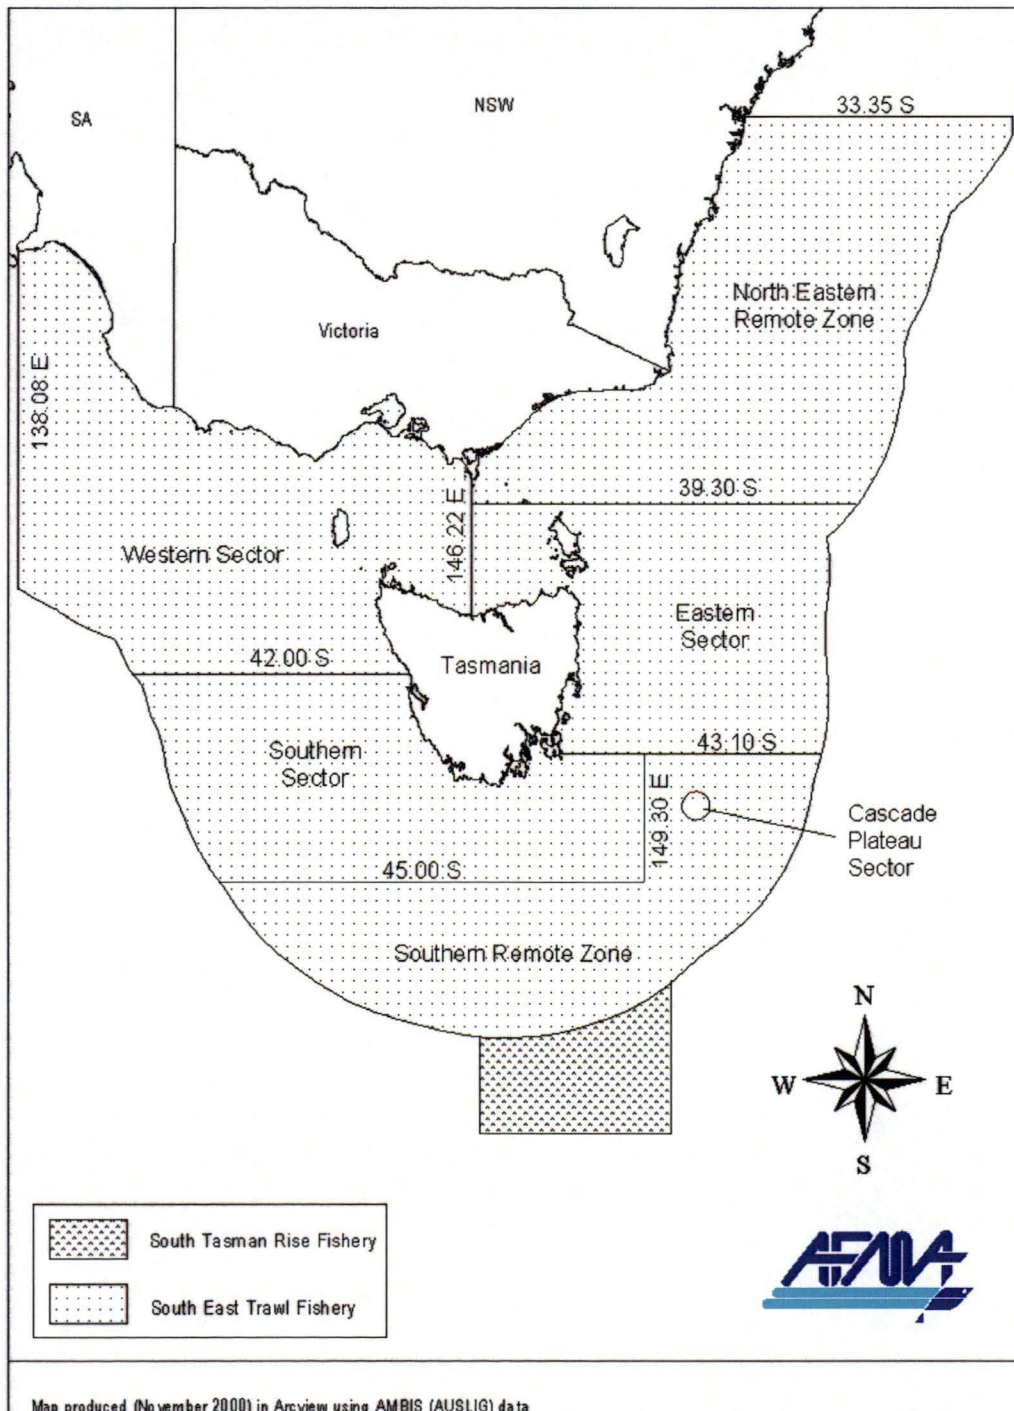 33.35 S
SA
NSW
North Eastern
Remote Zone
Victoria
138.08 E
39.30 S
146.22 E
Western Sector
Eastern
Sector
42.00 S
Tasmania
Southern
Sector
43.10 S
149.30 E
Cascade
Plateau
Sector
45.00 S
Southern Remote Zone
N
W
E
S
South Tasman Rise Fishery
South East Trawl Fishery
AFMA
Map produced (November 2000) in Arcview using AMBIS (AUSLIG) data